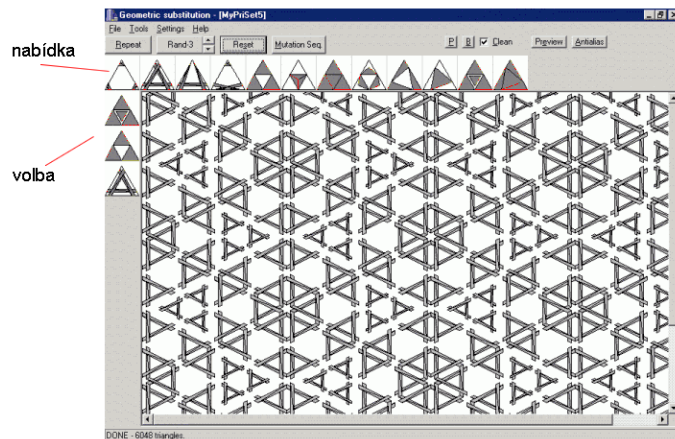 Geometric substitution - [MyPriSet5]
File Tools Settings Help
nabídka
Repeat Rand-3 Reset Mutation Seq. P B Clean Preview Antialias
volba
DONE - 6048 triangles.